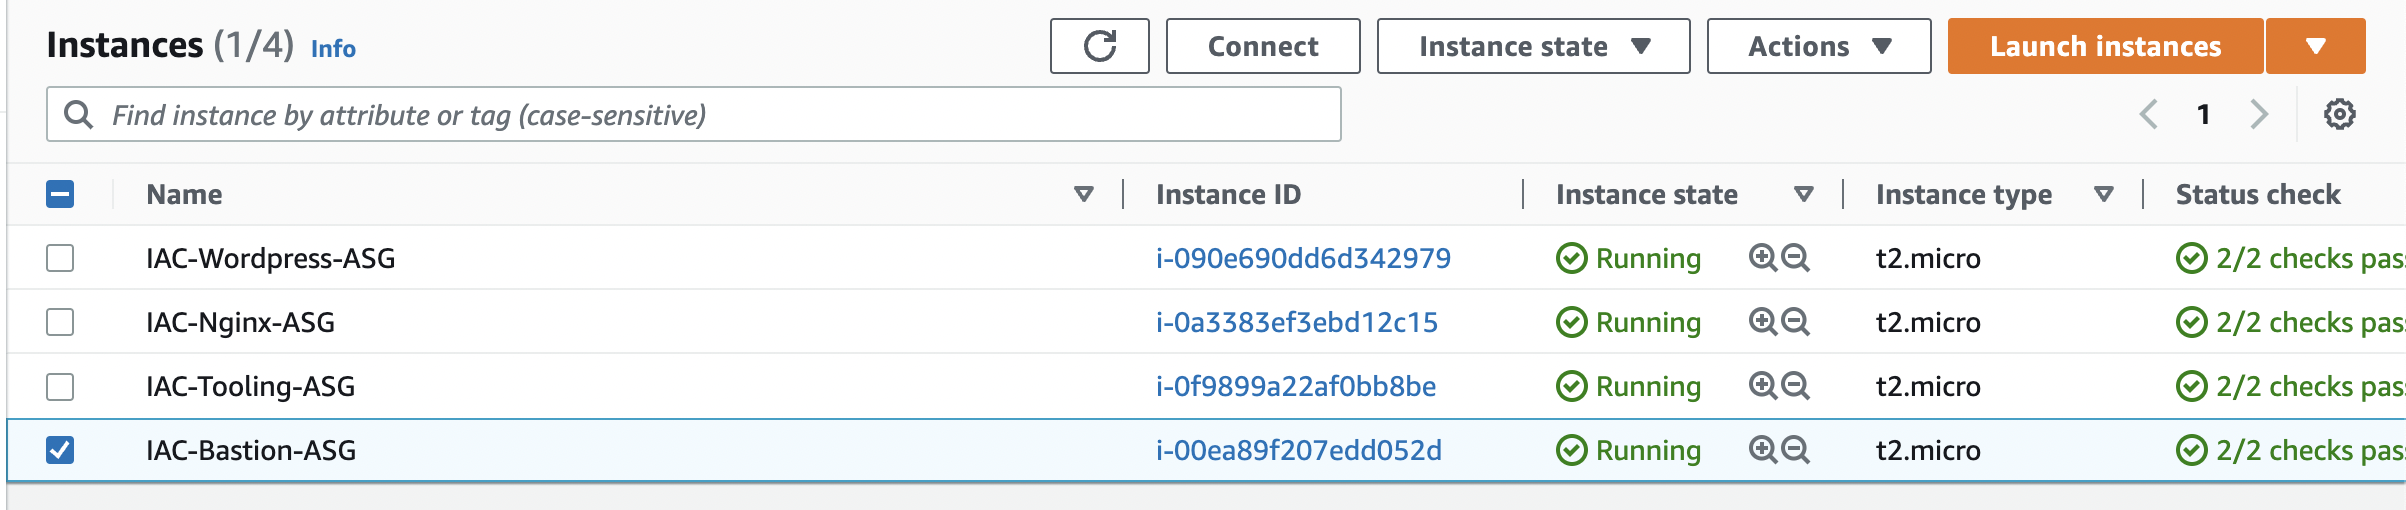 Instances (1/4) Info Connect Instance state Actions Launch instances
Find instance by attribute or tag (case-sensitive) 1
Name Instance ID Instance state Instance type Status check
IAC-Wordpress-ASG i-090e690dd6d342979 Running t2.micro 2/2 checks pas
IAC-Nginx-ASG i-0a3383ef3ebd12c15 Running t2.micro 2/2 checks pas
IAC-Tooling-ASG i-0f9899a22af0bb8be Running t2.micro 2/2 checks pas
IAC-Bastion-ASG i-00ea89f207edd052d Running t2.micro 2/2 checks pas